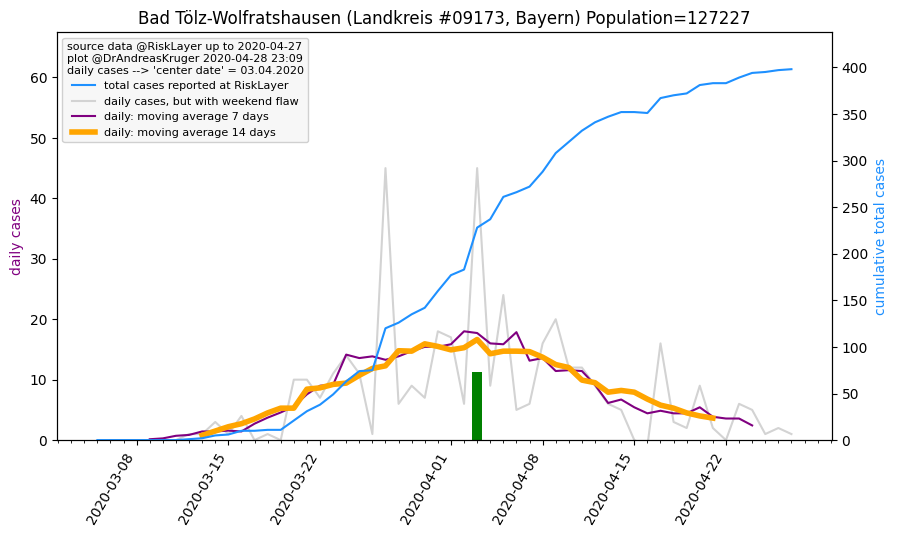 Bad Tölz-Wolfratshausen (Landkreis #09173, Bayern) Population=127227
source data @RiskLayer up to 2020-04-27
plot @DrAndreasKruger 2020-04-28 23:09
daily cases --> 'center date' = 03.04.2020
total cases reported at RiskLayer
daily cases, but with weekend flaw
daily: moving average 7 days
daily: moving average 14 days
daily cases
60
50
40
30
20
10
0
cumulative total cases
400
350
300
250
200
150
100
50
0
2020-03-08
2020-03-15
2020-03-22
2020-04-01
2020-04-08
2020-04-15
2020-04-22